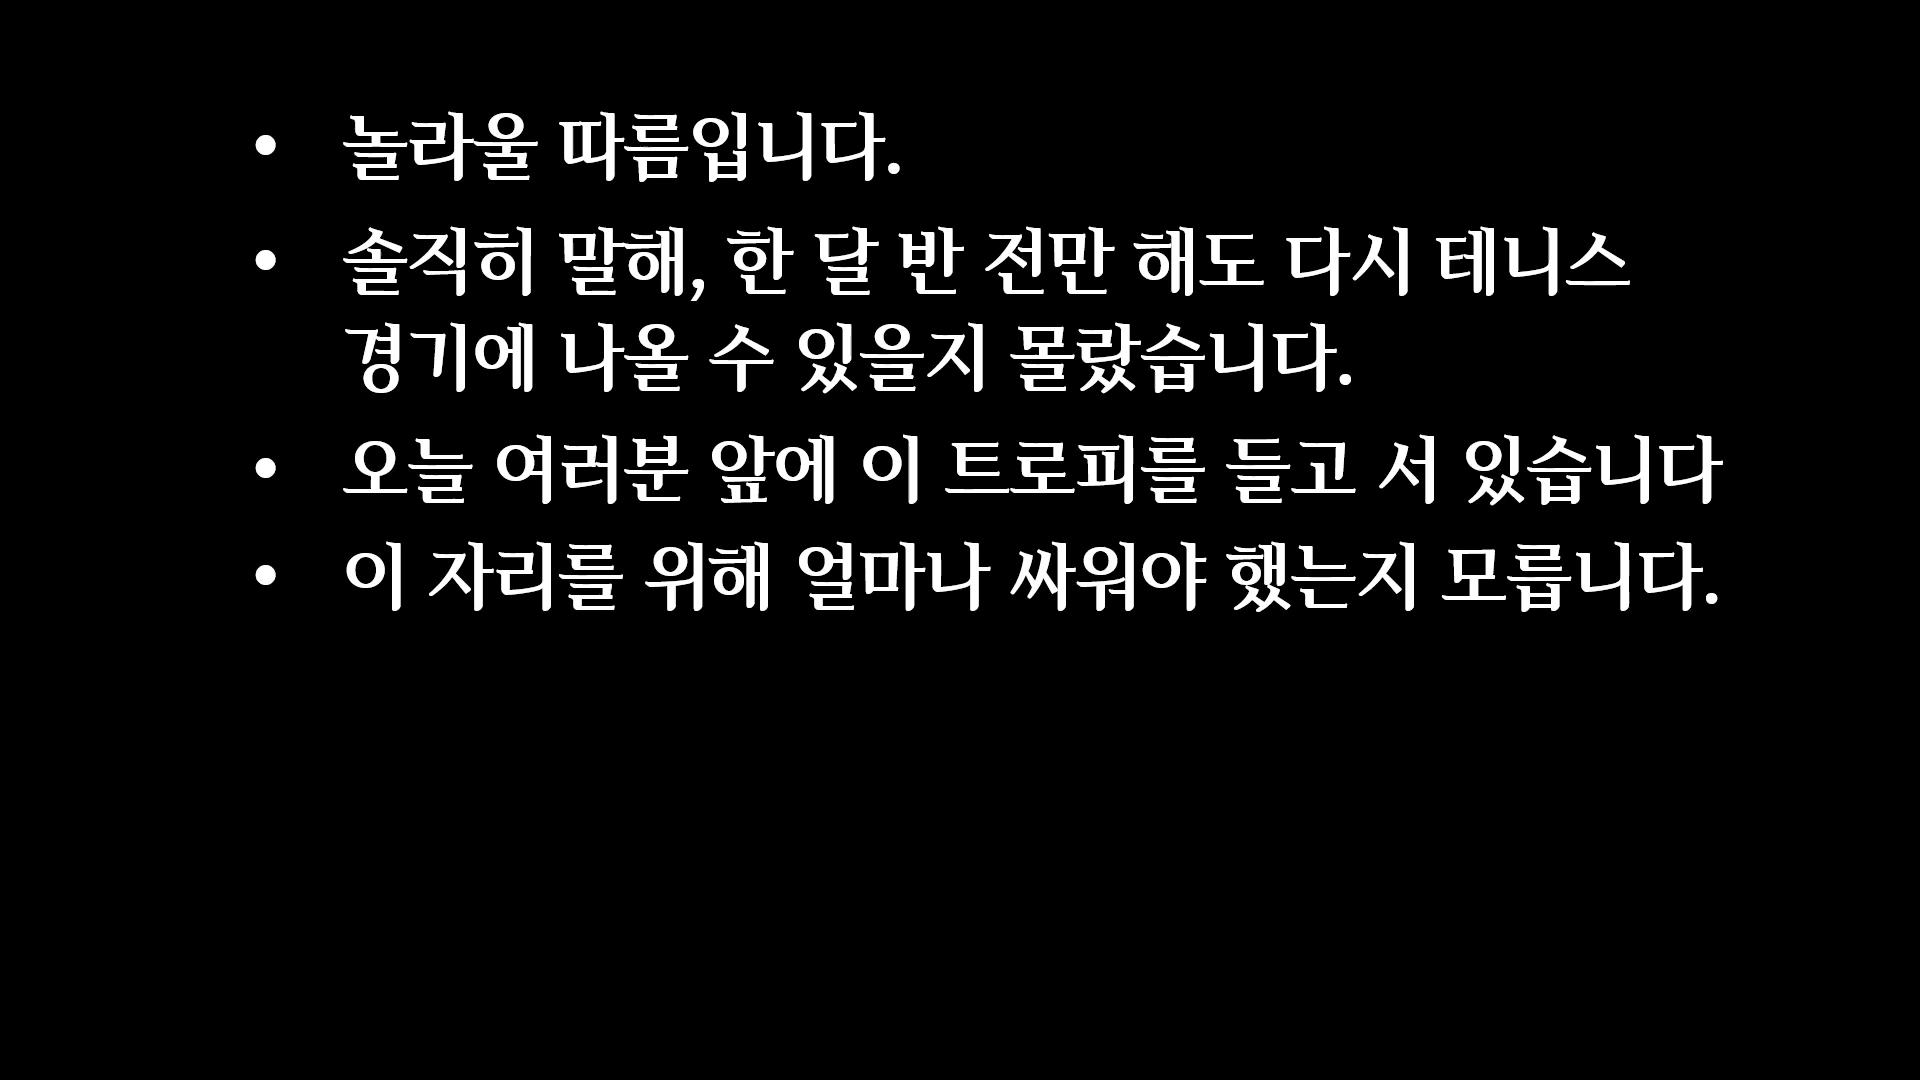 • 놀라울 따름입니다.
• 솔직히 말해, 한 달 반 전만 해도 다시 테니스
경기에 나올 수 있을지 몰랐습니다.
• 오늘 여러분 앞에 이 트로피를 들고 서 있습니다
• 이 자리를 위해 얼마나 싸워야 했는지 모릅니다.